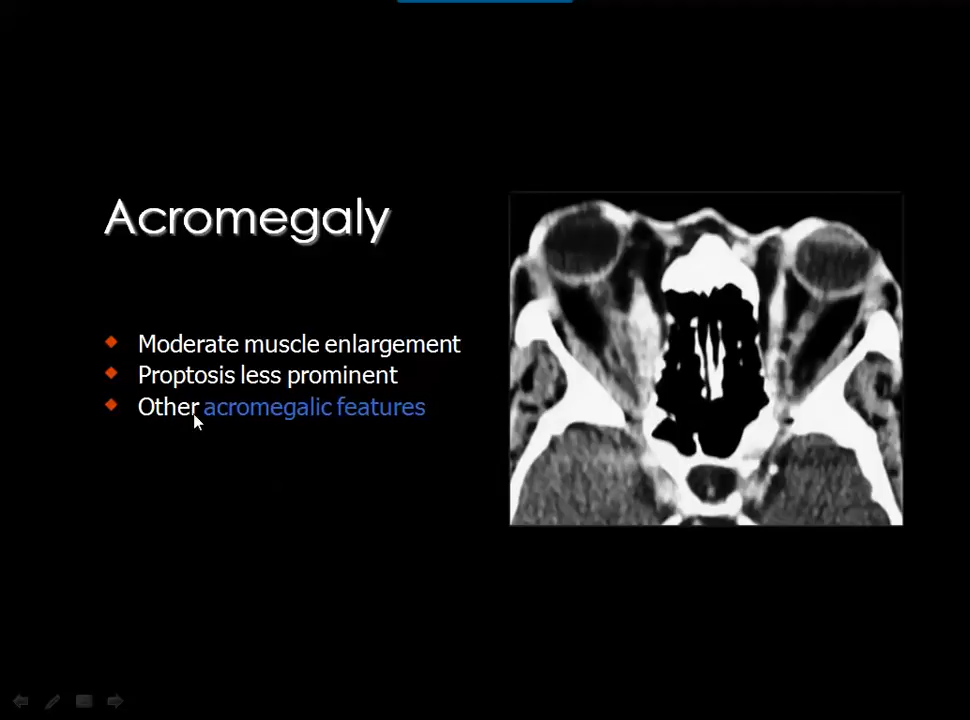 Acromegaly
Moderate muscle enlargement
Proptosis less prominent
Other acromegalic features